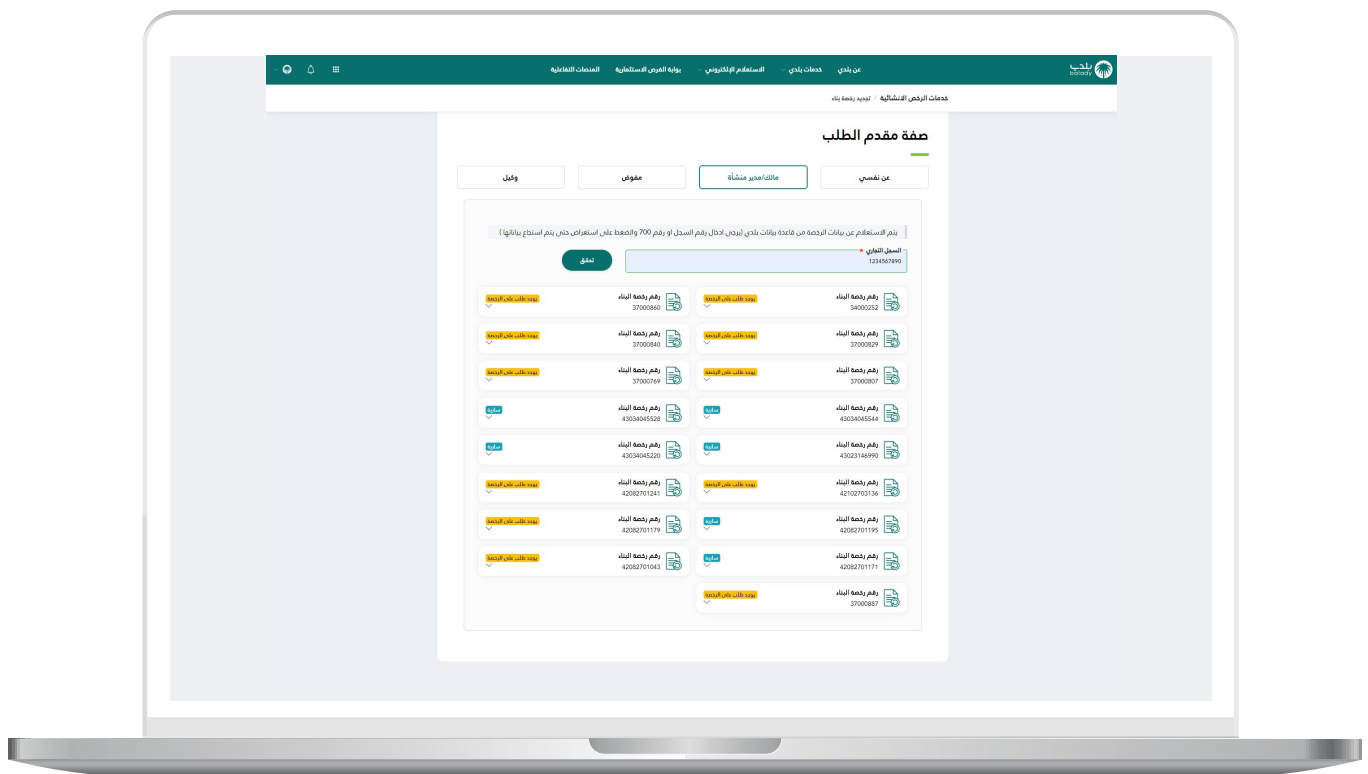 بلدي
balady
عن بلدي
خدمات بلدي
الاستعلام الإلكتروني
بوابة الفرص الاستثمارية
المنصات التفاعلية
خدمات الرخص الانشائية / تجديد رخصة بناء
صفة مقدم الطلب
عن نفسي
مالك/مدير منشأة
مفوض
وكيل
يتم الاستعلام عن بيانات الرخصة من قاعدة بيانات بلدي (يرجى ادخال رقم السجل او رقم 700 والضغط على استعراض حتى يتم استرجاع بياناتها )
السجل التجاري *
1234567890
تحقق
رقم رخصة البناء
34000252
يوجد طلب على الرخصة
رقم رخصة البناء
37000860
يوجد طلب على الرخصة
رقم رخصة البناء
37000829
يوجد طلب على الرخصة
رقم رخصة البناء
37000840
يوجد طلب على الرخصة
رقم رخصة البناء
37000807
يوجد طلب على الرخصة
رقم رخصة البناء
37000769
يوجد طلب على الرخصة
رقم رخصة البناء
43034045544
سارية
رقم رخصة البناء
43034045528
سارية
رقم رخصة البناء
43023146990
سارية
رقم رخصة البناء
43034045220
سارية
رقم رخصة البناء
42102703136
يوجد طلب على الرخصة
رقم رخصة البناء
42082701241
يوجد طلب على الرخصة
رقم رخصة البناء
42082701195
سارية
رقم رخصة البناء
42082701179
يوجد طلب على الرخصة
رقم رخصة البناء
42082701171
سارية
رقم رخصة البناء
42082701043
يوجد طلب على الرخصة
رقم رخصة البناء
37000887
يوجد طلب على الرخصة